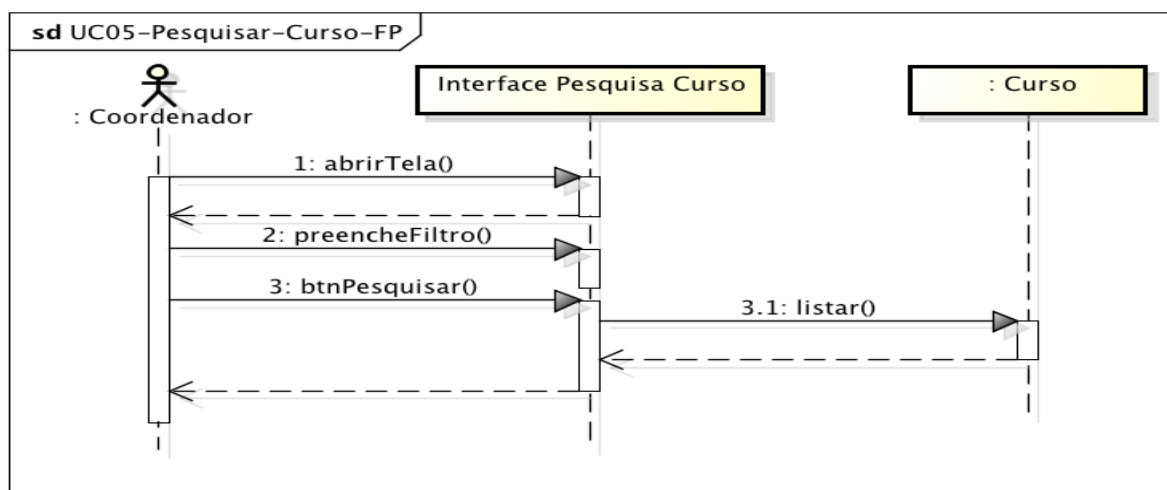 sd UC05-Pesquisar-Curso-FP
Interface Pesquisa Curso
: Curso
: Coordenador
1: abrirTela()
2: preencheFiltro()
3: btnPesquisar()
3.1: listar()